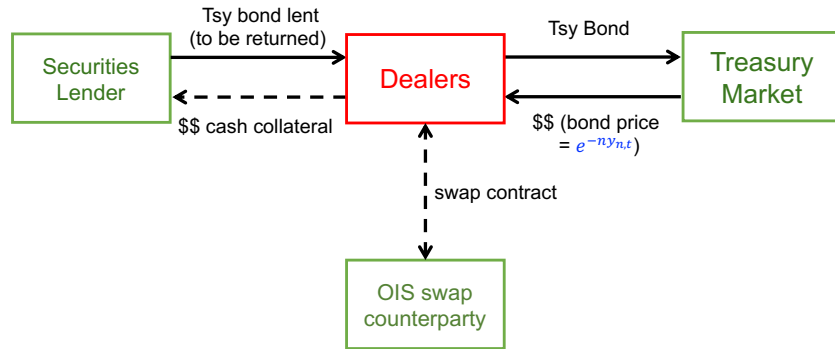 Tsy bond lent
(to be returned)
Tsy Bond
Securities
Lender
Dealers
Treasury
Market
$$ cash collateral
$$ (bond price
= e^{-ny_{n,t}})
swap contract
OIS swap
counterparty